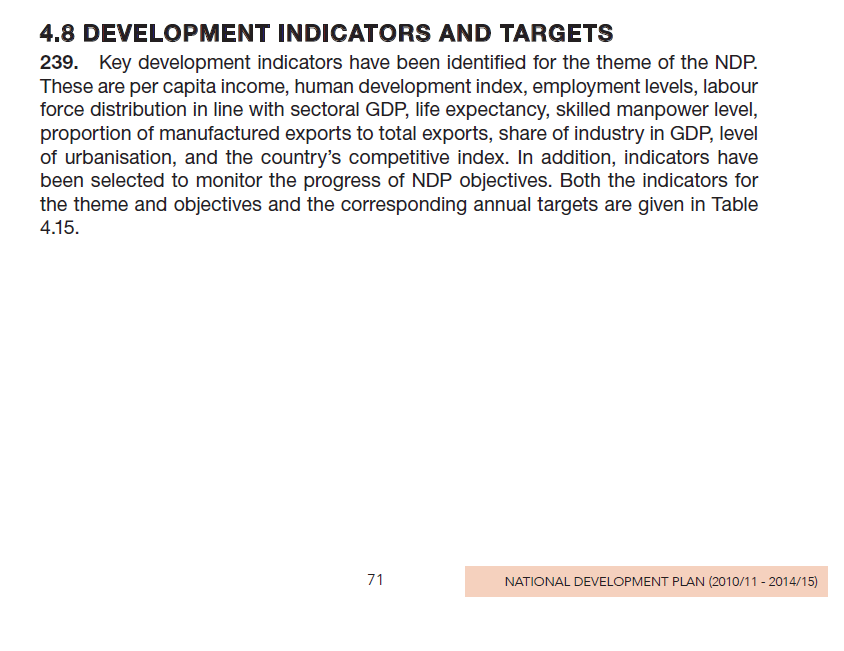 4.8 DEVELOPMENT INDICATORS AND TARGETS
239. Key development indicators have been identified for the theme of the NDP.
These are per capita income, human development index, employment levels, labour
force distribution in line with sectoral GDP, life expectancy, skilled manpower level,
proportion of manufactured exports to total exports, share of industry in GDP, level
of urbanisation, and the country's competitive index. In addition, indicators have
been selected to monitor the progress of NDP objectives. Both the indicators for
the theme and objectives and the corresponding annual targets are given in Table
4.15.
71
NATIONAL DEVELOPMENT PLAN (2010/11 - 2014/15)